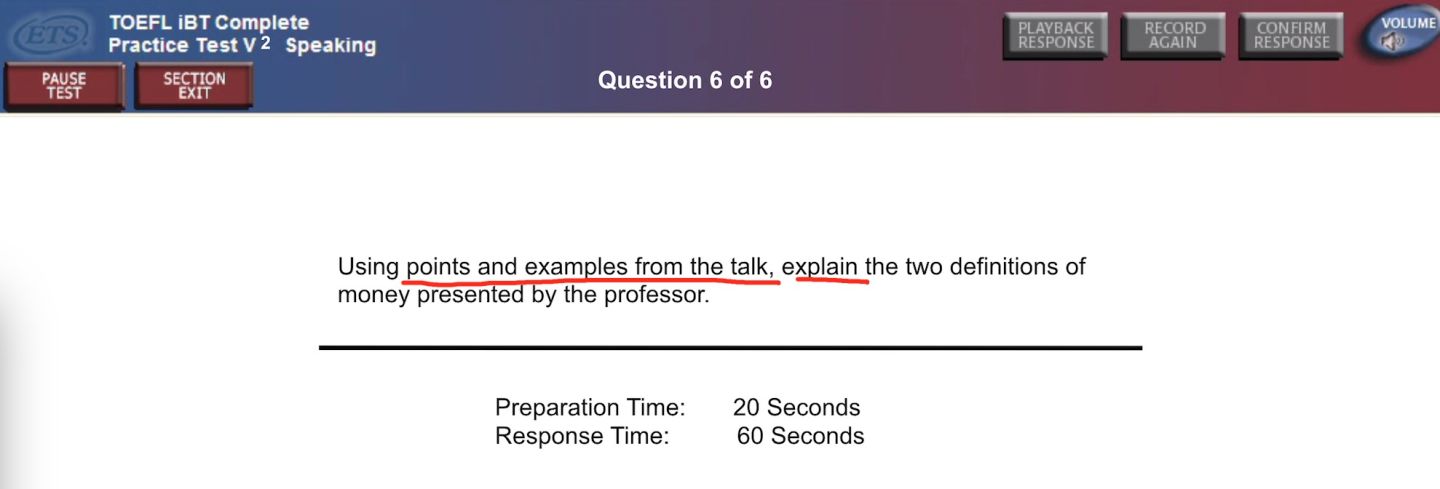 ETS.
TOEFL iBT Complete
Practice Test V 2 Speaking
PLAYBACK
RESPONSE
RECORD
AGAIN
CONFIRM
RESPONSE
VOLUME
PAUSE
TEST
SECTION
EXIT
Question 6 of 6
Using points and examples from the talk, explain the two definitions of
money presented by the professor.
Preparation Time: 20 Seconds
Response Time: 60 Seconds